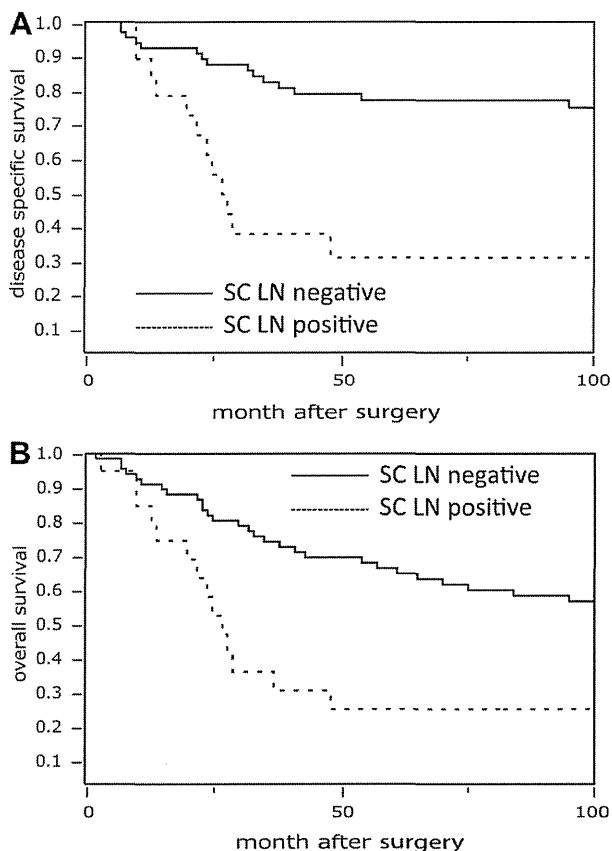 A
disease specific survival
1.0
0.9
0.8
0.7
0.6
0.5
0.4
0.3
0.2
0.1
SC LN negative
SC LN positive
0
50
100
month after surgery
B
overall survival
1.0
0.9
0.8
0.7
0.6
0.5
0.4
0.3
0.2
0.1
SC LN negative
SC LN positive
0
50
100
month after surgery